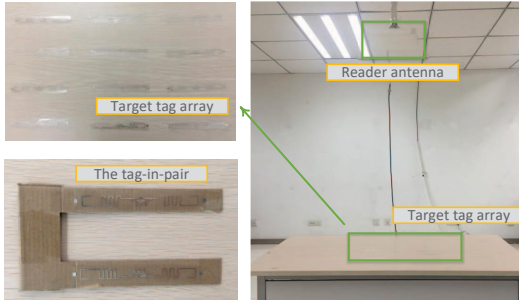 Target tag array
The tag-in-pair
Reader antenna
Target tag array